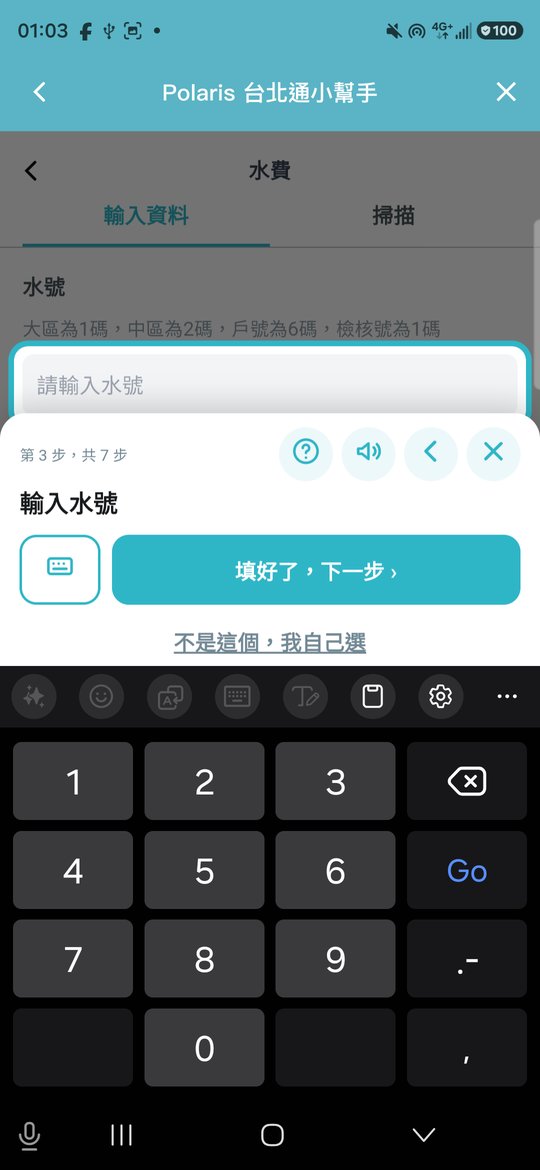 01:03
4G+
100
Polaris 台北通小幫手
水費
輸入資料
掃描
水號
大區為1碼，中區為2碼，戶號為6碼，檢核號為1碼
請輸入水號
第 3 步，共 7 步
輸入水號
填好了，下一步 ›
不是這個，我自己選
1 2 3
4 5 6 Go
7 8 9 .-
0 ,